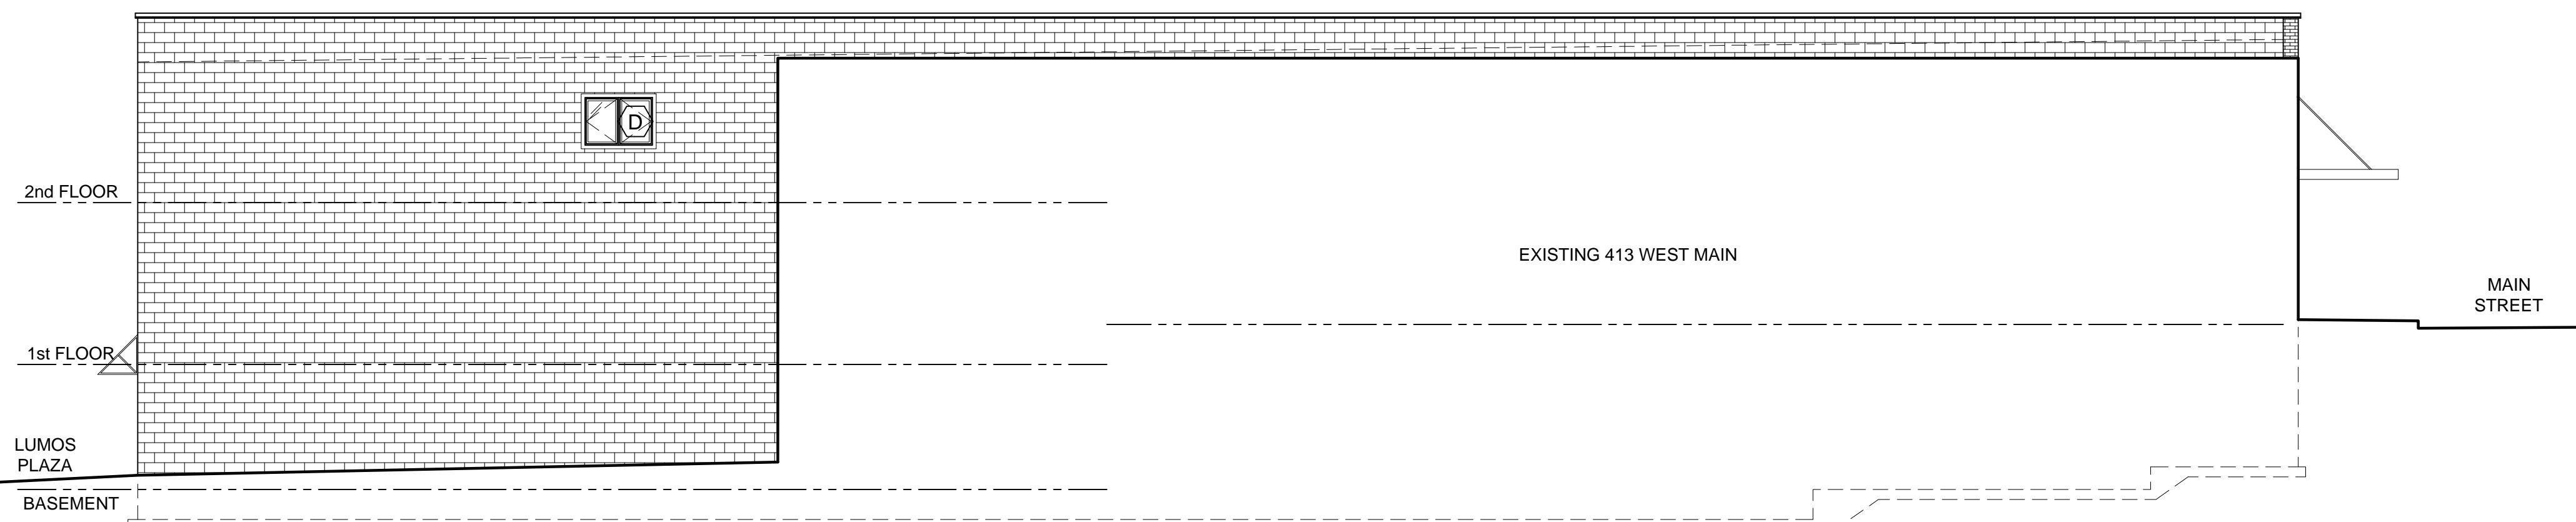 D
2nd FLOOR
EXISTING 413 WEST MAIN
MAIN
STREET
1st FLOOR
LUMOS
PLAZA
BASEMENT